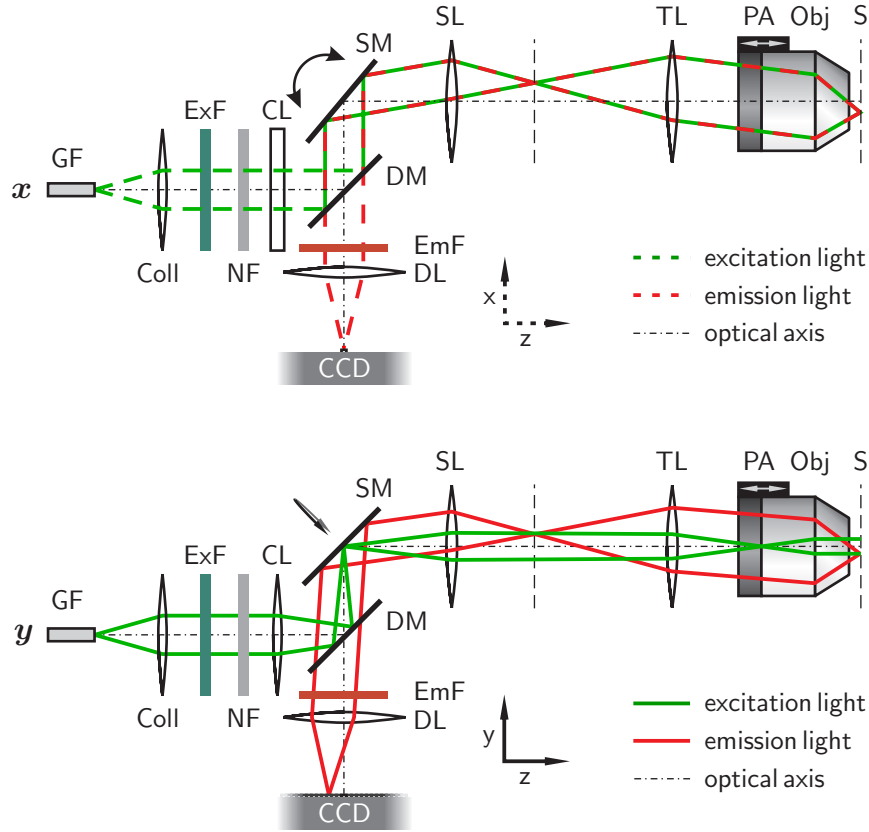 SL TL PA Obj S
SM
ExF CL
GF
x
DM
Coll NF
EmF
DL
CCD
x
z
excitation light
emission light
optical axis
SL TL PA Obj S
SM
ExF CL
GF
y
DM
Coll NF
EmF
DL
CCD
y
z
excitation light
emission light
optical axis